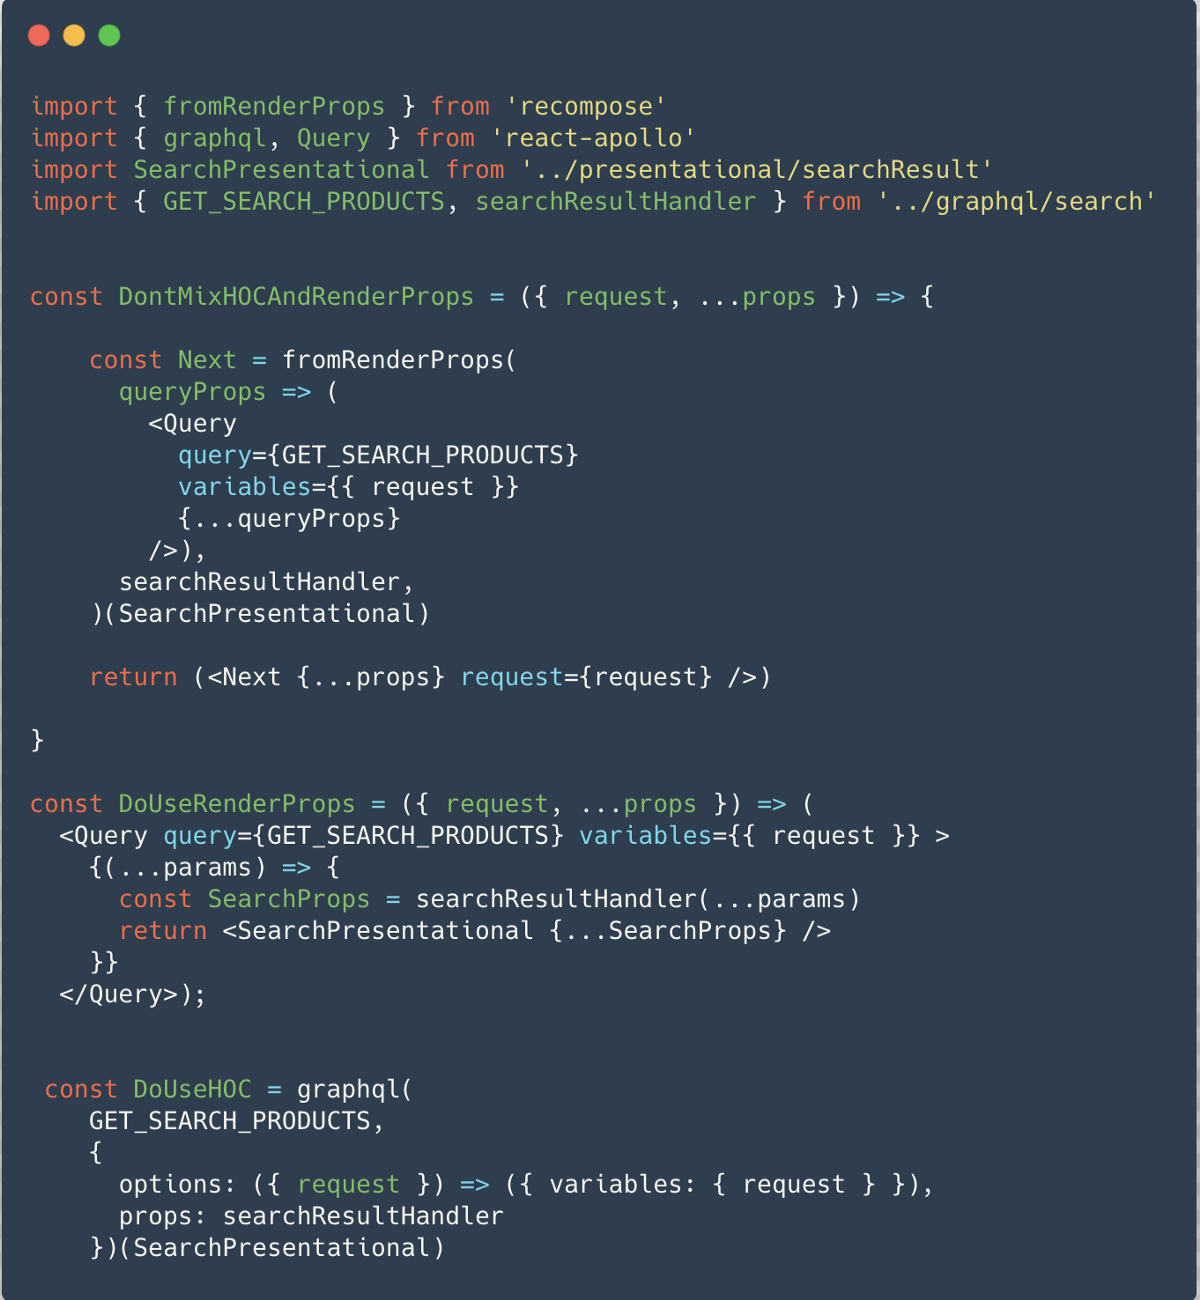 import { fromRenderProps } from 'recompose'
import { graphql, Query } from 'react-apollo'
import SearchPresentational from '../presentational/searchResult'
import { GET_SEARCH_PRODUCTS, searchResultHandler } from '../graphql/search'
const DontMixHOCAndRenderProps = ({ request, ...props }) => {
const Next = fromRenderProps(
queryProps => (
<Query
query={GET_SEARCH_PRODUCTS}
variables={{ request }}
{...queryProps}
/>),
searchResultHandler,
)(SearchPresentational)
return (<Next {...props} request={request} />)
}
const DoUseRenderProps = ({ request, ...props }) => (
<Query query={GET_SEARCH_PRODUCTS} variables={{ request }} >
{(...params) => {
const SearchProps = searchResultHandler(...params)
return <SearchPresentational {...SearchProps} />
}}
</Query>);
const DoUseHOC = graphql(
GET_SEARCH_PRODUCTS,
{
options: ({ request }) => ({ variables: { request } }),
props: searchResultHandler
})(SearchPresentational)